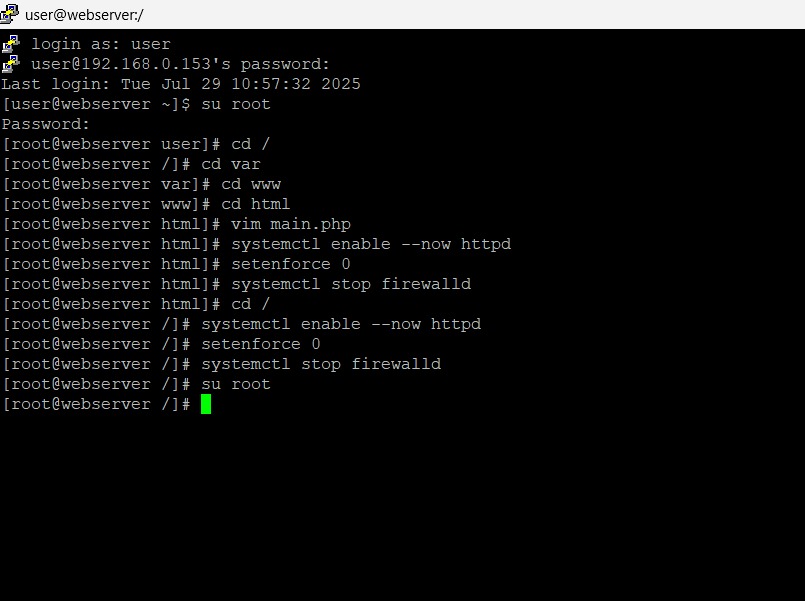 user@webserver:/
login as: user
user@192.168.0.153's password:
Last login: Tue Jul 29 10:57:32 2025
[user@webserver ~]$ su root
Password:
[root@webserver user]# cd /
[root@webserver /]# cd var
[root@webserver var]# cd www
[root@webserver www]# cd html
[root@webserver html]# vim main.php
[root@webserver html]# systemctl enable --now httpd
[root@webserver html]# setenforce 0
[root@webserver html]# systemctl stop firewalld
[root@webserver html]# cd /
[root@webserver /]# systemctl enable --now httpd
[root@webserver /]# setenforce 0
[root@webserver /]# systemctl stop firewalld
[root@webserver /]# su root
[root@webserver /]#